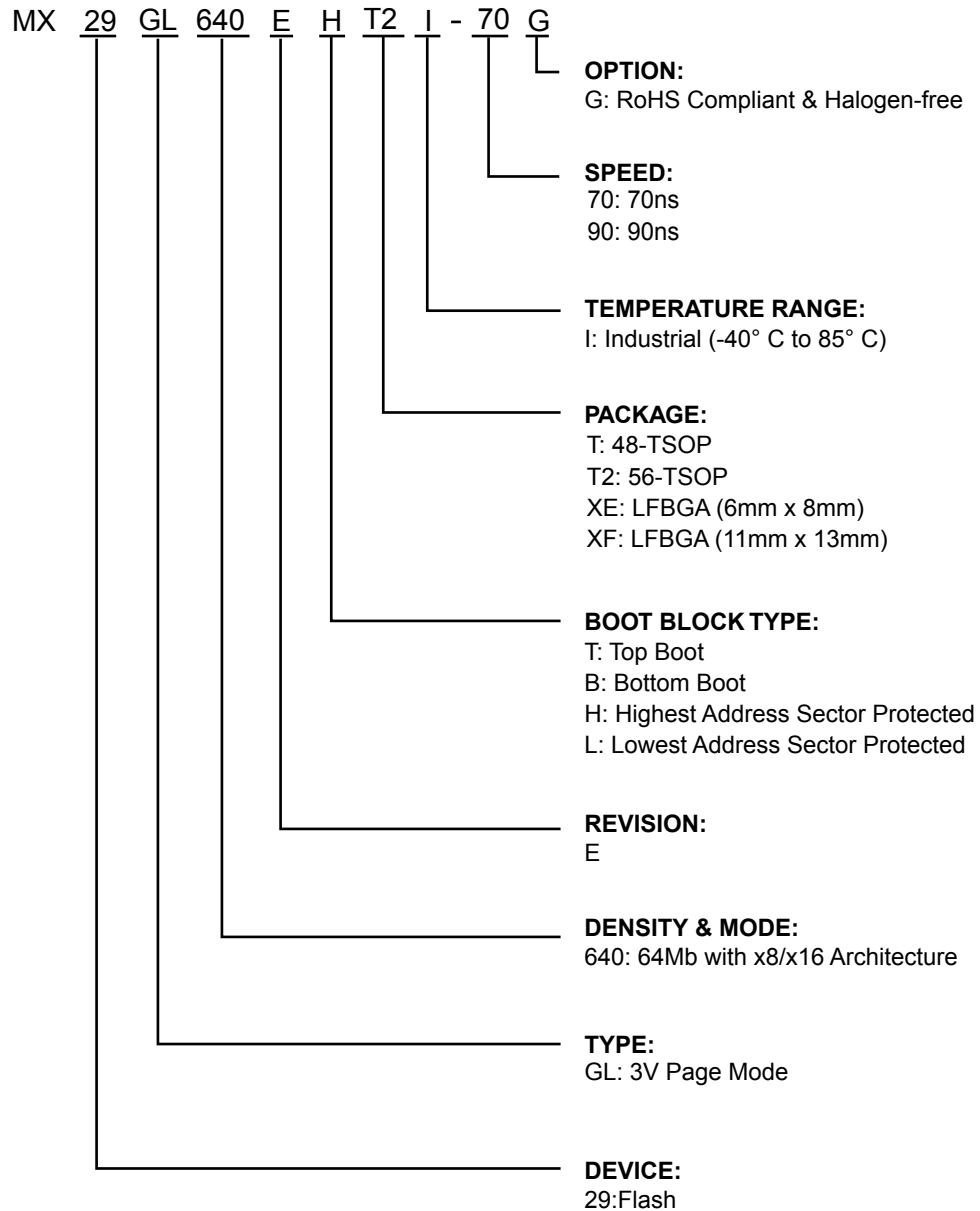 MX 29 GL 640 E H T2 I - 70 G
OPTION:
G: RoHS Compliant & Halogen-free
SPEED:
70: 70ns
90: 90ns
TEMPERATURE RANGE:
I: Industrial (-40° C to 85° C)
PACKAGE:
T: 48-TSOP
T2: 56-TSOP
XE: LFBGA (6mm x 8mm)
XF: LFBGA (11mm x 13mm)
BOOT BLOCK TYPE:
T: Top Boot
B: Bottom Boot
H: Highest Address Sector Protected
L: Lowest Address Sector Protected
REVISION:
E
DENSITY & MODE:
640: 64Mb with x8/x16 Architecture
TYPE:
GL: 3V Page Mode
DEVICE:
29:Flash